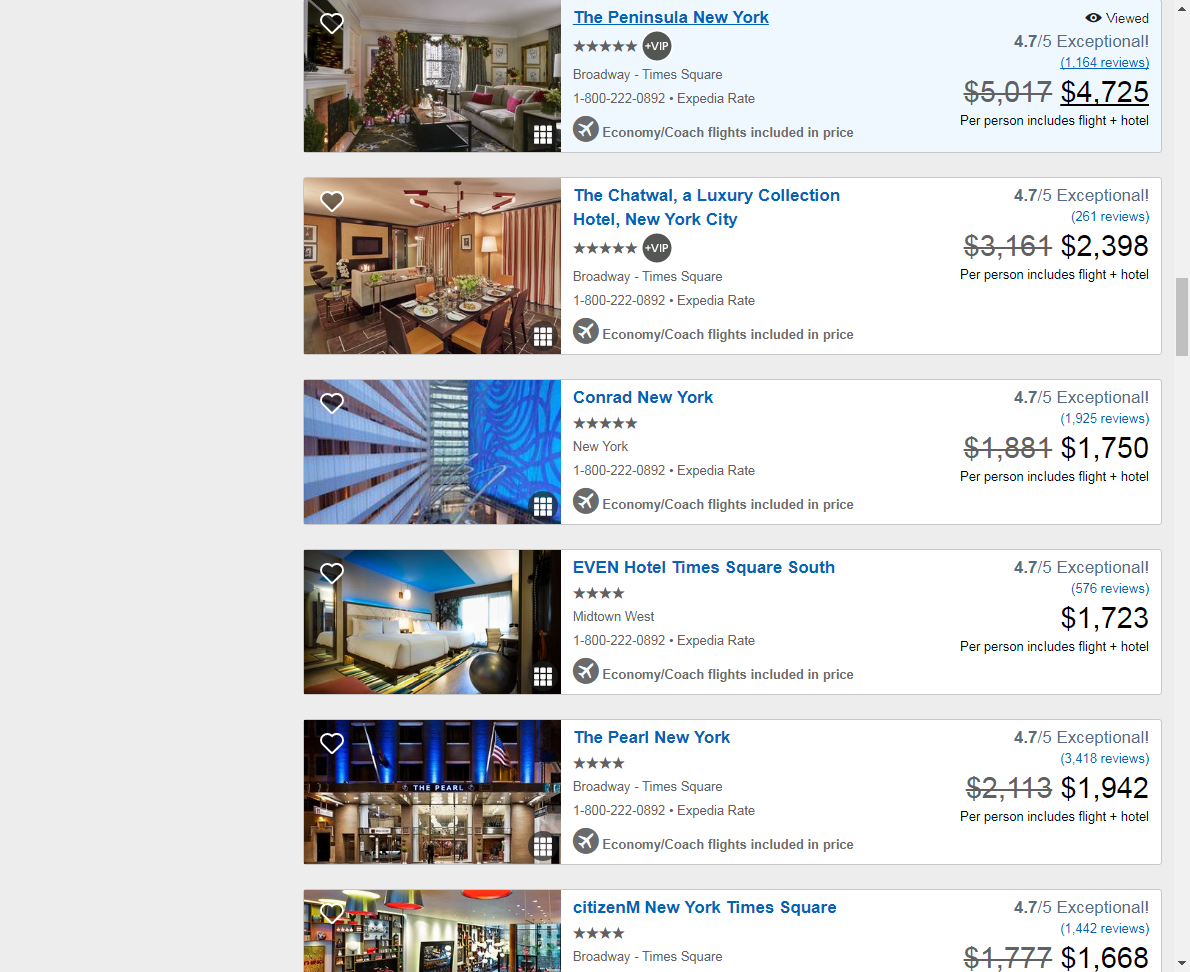 The Peninsula New York
Viewed
+VIP
4.7/5 Exceptional!
(1,164 reviews)
Broadway - Times Square
$5,017 $4,725
1-800-222-0892 • Expedia Rate
Per person includes flight + hotel
Economy/Coach flights included in price
The Chatwal, a Luxury Collection
Hotel, New York City
4.7/5 Exceptional!
(261 reviews)
+VIP
$3,161 $2,398
Broadway - Times Square
Per person includes flight + hotel
1-800-222-0892 • Expedia Rate
Economy/Coach flights included in price
Conrad New York
4.7/5 Exceptional!
(1,925 reviews)
New York
$1,881 $1,750
1-800-222-0892 • Expedia Rate
Per person includes flight + hotel
Economy/Coach flights included in price
EVEN Hotel Times Square South
4.7/5 Exceptional!
(576 reviews)
Midtown West
$1,723
1-800-222-0892 • Expedia Rate
Per person includes flight + hotel
Economy/Coach flights included in price
THE PEARL
The Pearl New York
4.7/5 Exceptional!
(3,418 reviews)
Broadway - Times Square
$2,113 $1,942
1-800-222-0892 • Expedia Rate
Per person includes flight + hotel
Economy/Coach flights included in price
citizenM New York Times Square
4.7/5 Exceptional!
(1,442 reviews)
Broadway - Times Square
$1,777 $1,668